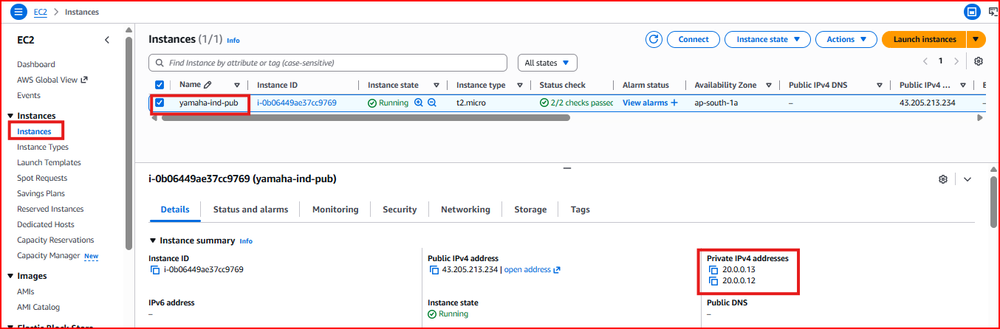 EC2 > Instances
EC2
Dashboard
AWS Global View
Events
Instances
Instances
Instance Types
Launch Templates
Spot Requests
Savings Plans
Reserved Instances
Dedicated Hosts
Capacity Reservations
Capacity Manager New
Images
AMIs
AMI Catalog
Elastic Block Store
Instances (1/1) Info
Connect
Instance state
Actions
Launch instances
Find Instance by attribute or tag (case-sensitive)
All states
1
Name Instance ID Instance state Instance type Status check Alarm status Availability Zone Public IPv4 DNS Public IPv4 ... E
yamaha-ind-pub i-0b06449ae37cc9769 Running t2.micro 2/2 checks passed View alarms + ap-south-1a – 43.205.213.234
i-0b06449ae37cc9769 (yamaha-ind-pub)
Details Status and alarms Monitoring Security Networking Storage Tags
Instance summary Info
Instance ID
i-0b06449ae37cc9769
Public IPv4 address
43.205.213.234 | open address
Private IPv4 addresses
20.0.0.13
20.0.0.12
IPv6 address
–
Instance state
Running
Public DNS
–